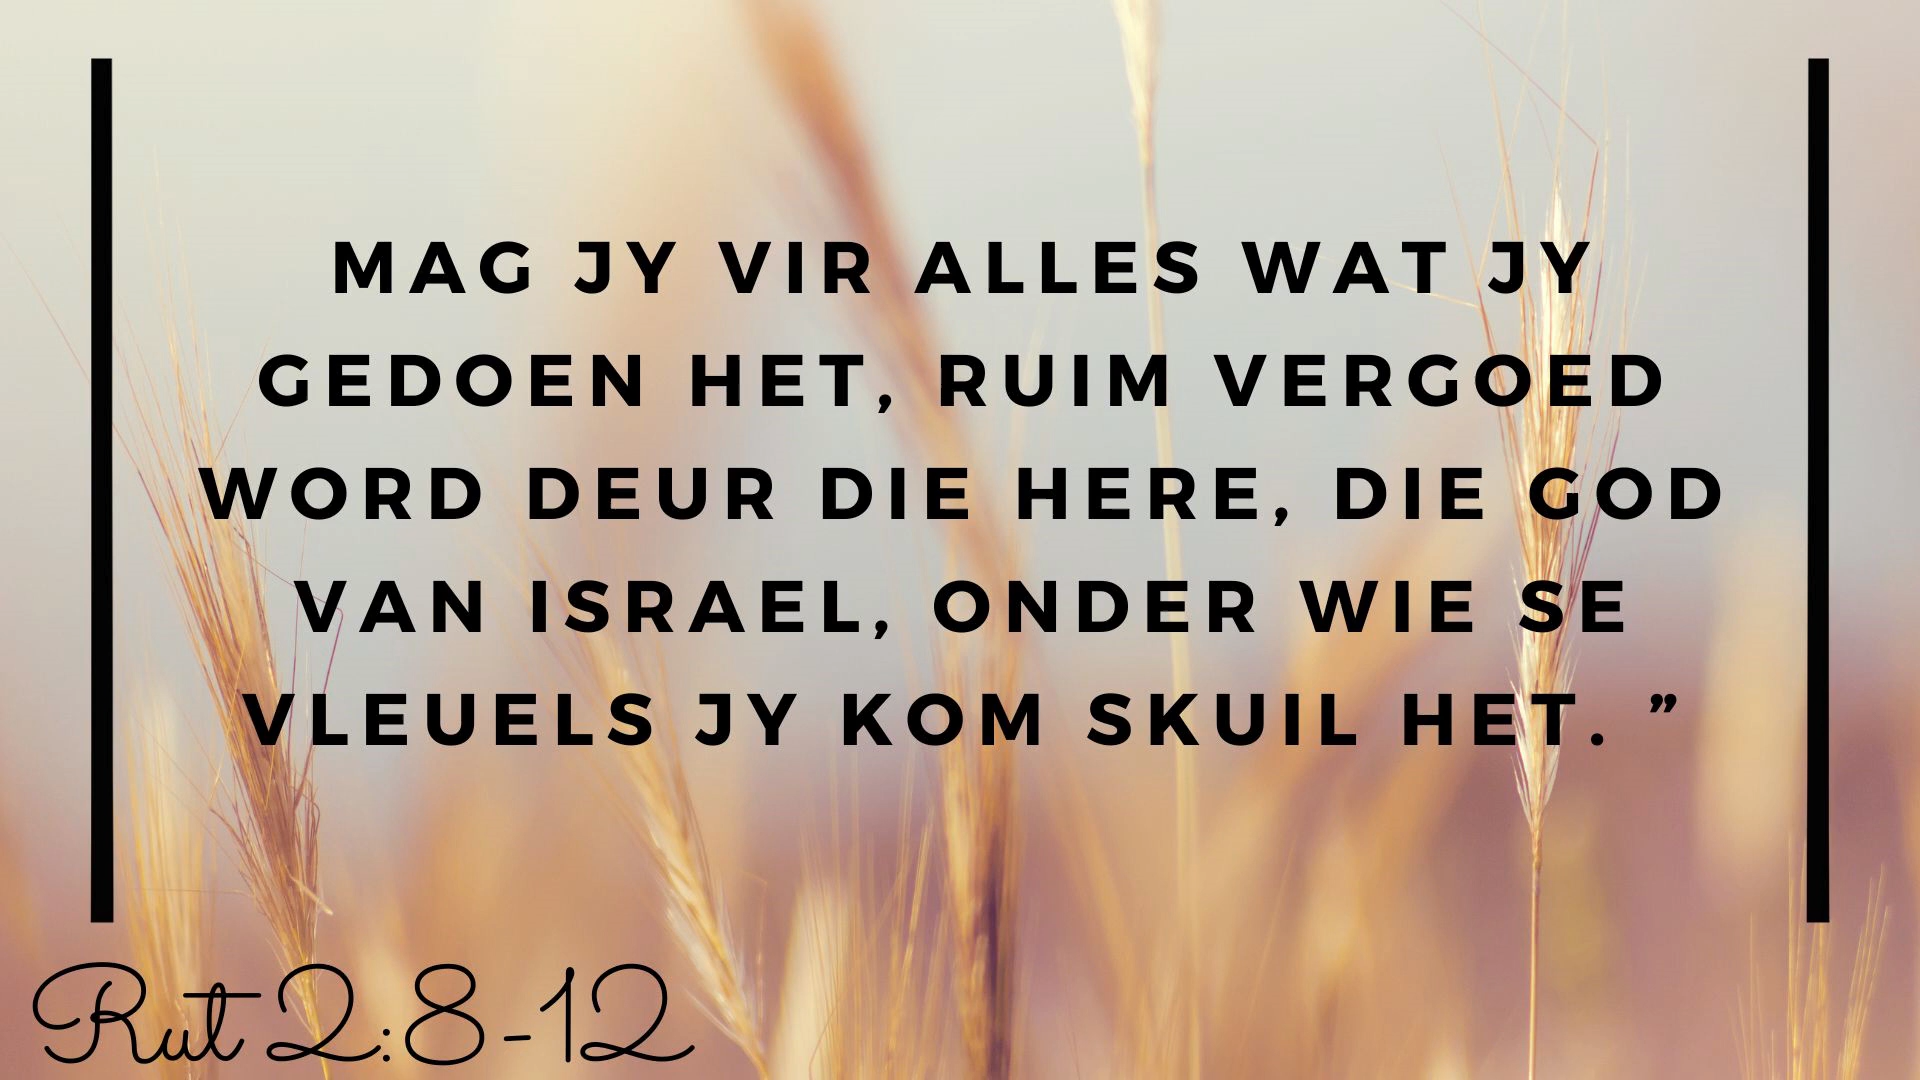 MAG JY VIR ALLES WAT JY
GEDOEN HET, RUIM VERGOED
WORD DEUR DIE HERE, DIE GOD
VAN ISRAEL, ONDER WIE SE
VLEUELS JY KOM SKUIL HET. ”
Rut 2:8-12